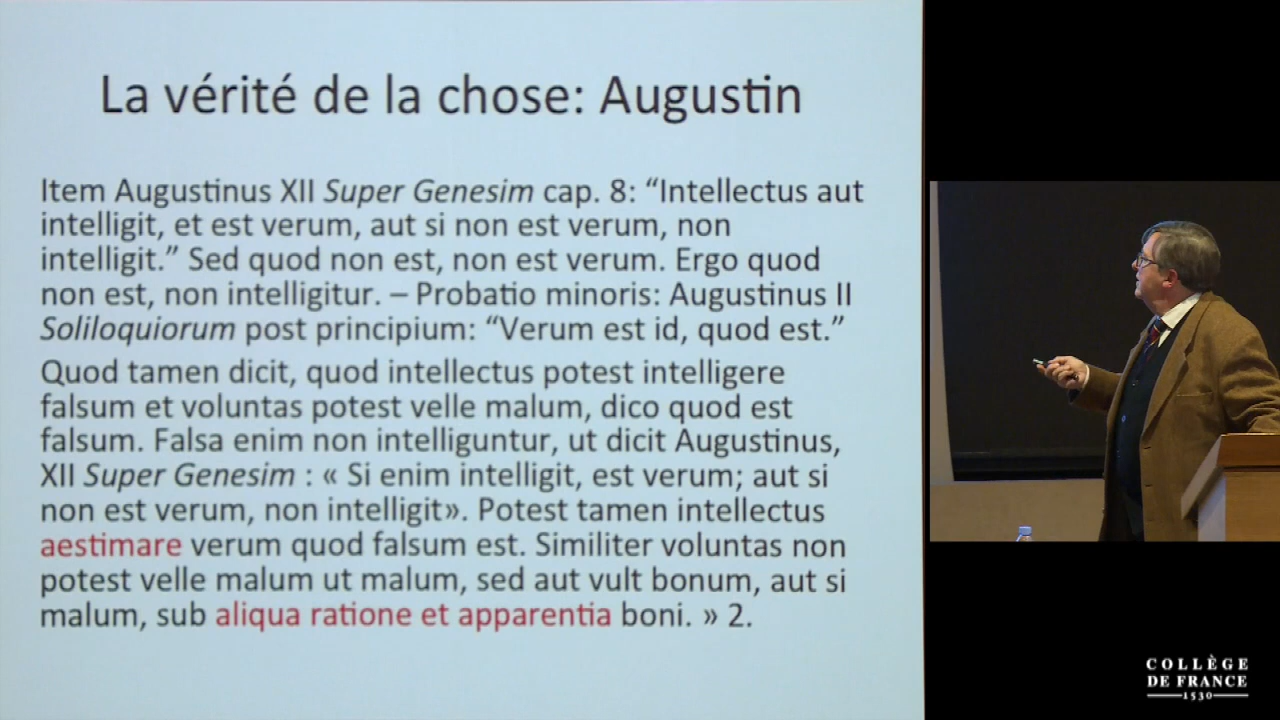 La vérité de la chose: Augustin
Item Augustinus XII Super Genesim cap. 8: “Intellectus aut
intelligit, et est verum, aut si non est verum, non
intelligit.” Sed quod non est, non est verum. Ergo quod
non est, non intelligitur. – Probatio minoris: Augustinus II
Soliloquiorum post principium: “Verum est id, quod est.”
Quod tamen dicit, quod intellectus potest intelligere
falsum et voluntas potest velle malum, dico quod est
falsum. Falsa enim non intelliguntur, ut dicit Augustinus,
XII Super Genesim : « Si enim intelligit, est verum; aut si
non est verum, non intelligit». Potest tamen intellectus
aestimare verum quod falsum est. Similiter voluntas non
potest velle malum ut malum, sed aut vult bonum, aut si
malum, sub aliqua ratione et apparentia boni. » 2.
COLLÈGE
DE FRANCE
1530